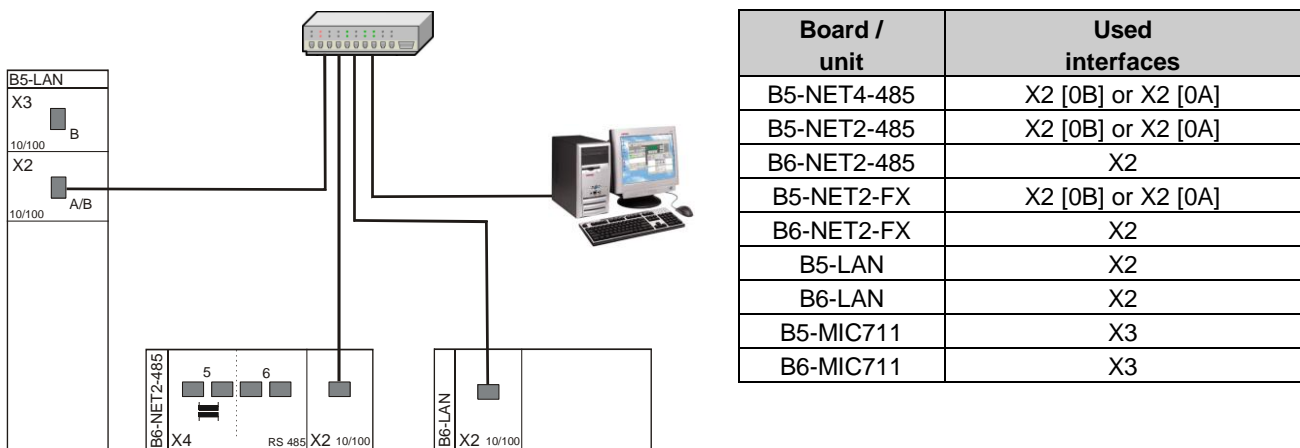 B5-LAN
X3
B
10/100
X2
A/B
10/100
B6-NET2-485
5 6
X4 RS 485 X2 10/100
B6-LAN
X2 10/100
Board / unit Used interfaces
B5-NET4-485 X2 [0B] or X2 [0A]
B5-NET2-485 X2 [0B] or X2 [0A]
B6-NET2-485 X2
B5-NET2-FX X2 [0B] or X2 [0A]
B6-NET2-FX X2
B5-LAN X2
B6-LAN X2
B5-MIC711 X3
B6-MIC711 X3